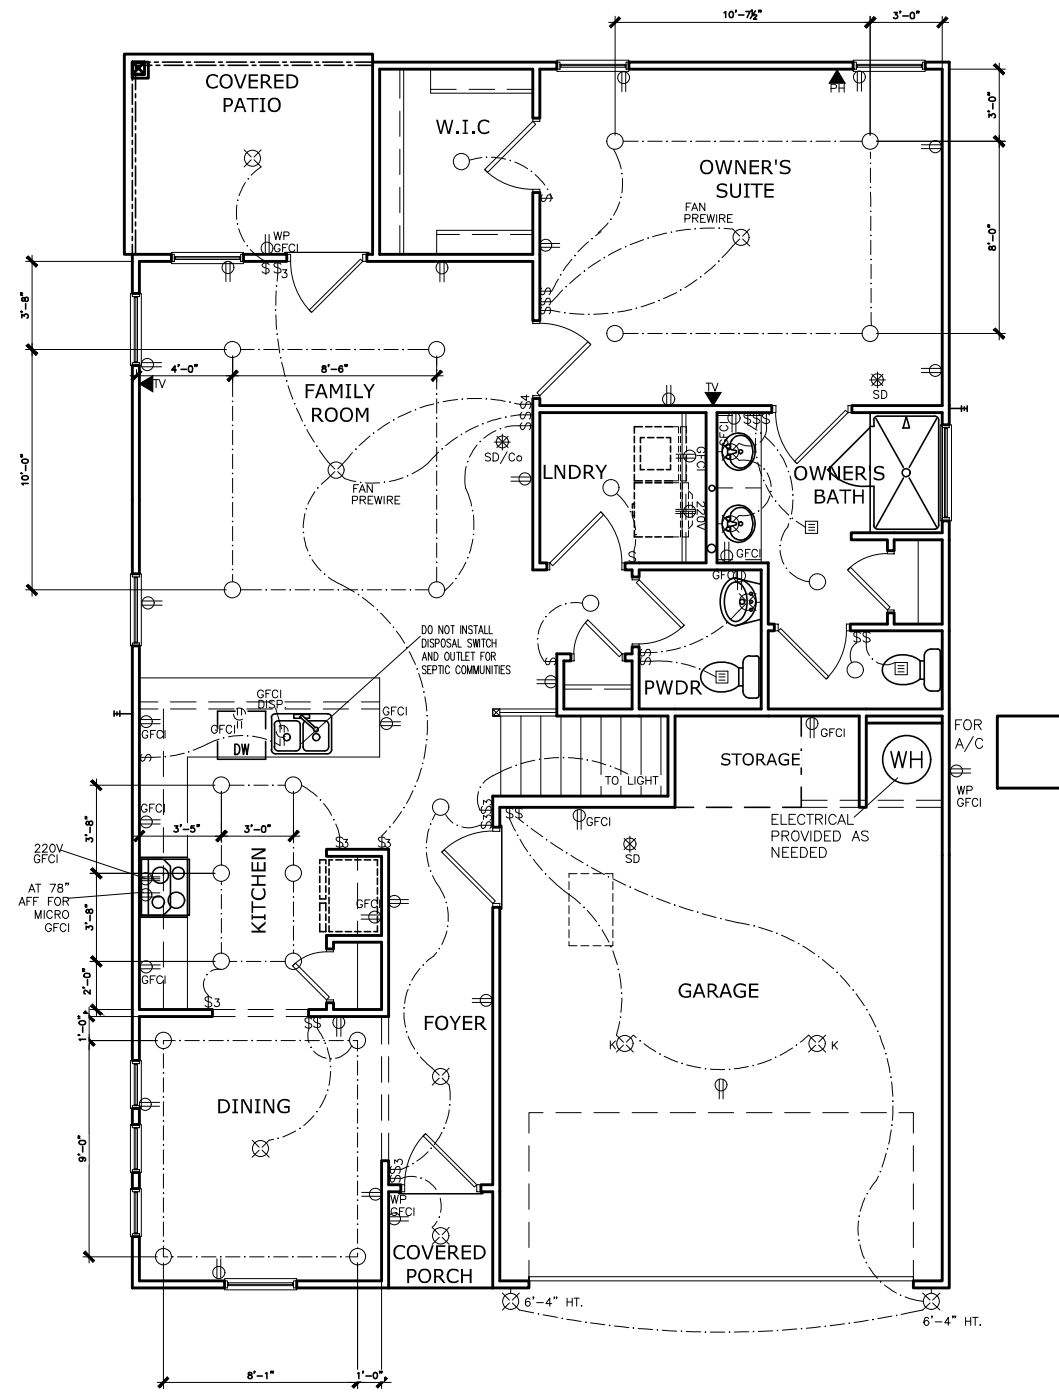 10'-7½"
3'-0"
COVERED
PATIO
W.I.C
PH
3'-0"
OWNER'S
SUITE
FAN
PREWIRE
8'-0"
WP
GFCI
$
$ $3
$
$
$
3'-8"
4'-0"
8'-6"
TV
FAMILY
ROOM
TV
SD
$4
$
$
SD/Co
FAN
PREWIRE
10'-0"
LNDRY
GFCI
220V
GFCI
$$$
OWNER'S
BATH
GFCI
$
GFCI
DO NOT INSTALL
DISPOSAL SWITCH
AND OUTLET FOR
SEPTIC COMMUNITIES
$
$$
PWDR
$$
GFCI
DISP.
GFCI
GFCI
GFCI
DW
$
STORAGE
GFCI
WH
FOR
A/C
WP
GFCI
TO LIGHT
$3
$3
$$
GFCI
ELECTRICAL
PROVIDED AS
NEEDED
SD
GFCI
3'-5"
3'-0"
3'-8"
$3
$3
220V
GFCI
AT 78"
AFF FOR
MICRO
GFCI
KITCHEN
GFCI
3'-8"
GFCI
2'-0"
$3
GARAGE
FOYER
1'-0"
$$
K
K
DINING
9'-0"
$$3
WP
GFCI
COVERED
PORCH
6'-4" HT.
6'-4" HT.
8'-1"
1'-0"